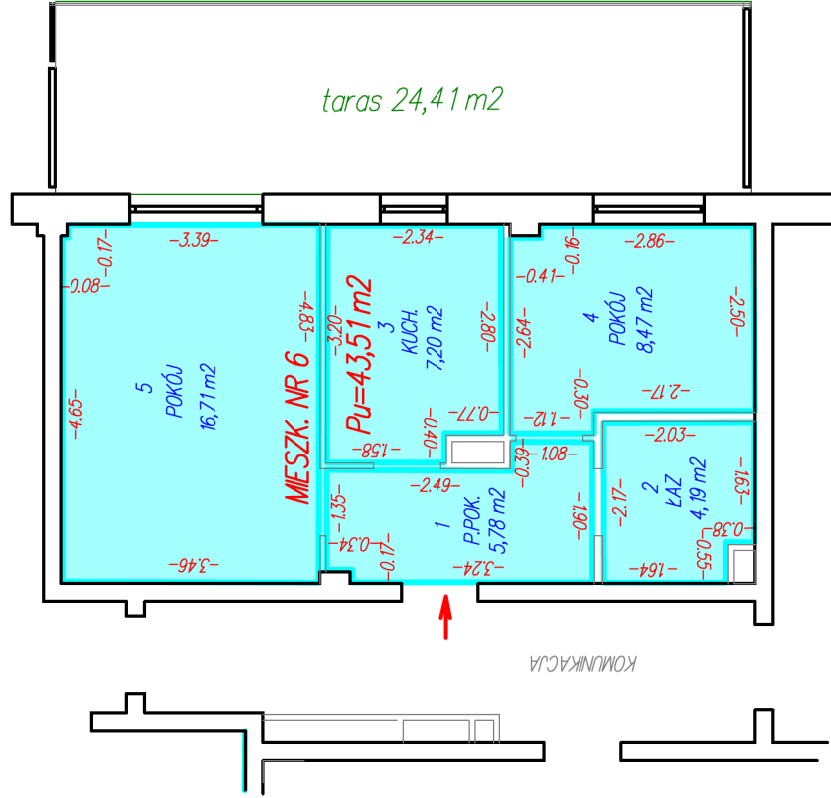 taras 24,41 m2
-3.39-
-0.17-
-0.08-
-4.83-
-4.65-
5
POKÓJ
16,71 m2
-3.46-
MIESZK. NR 6
Pu=43,51 m2
-2.34-
-3.20-
3
KUCH.
7,20 m2
-2.80-
-0.77-
-0.40-
-1.58-
-2.86-
-0.16-
-0.41-
-2.94-
4
POKÓJ
8,47 m2
-2.50-
-0.30-
-1.12-
-2.17-
-2.49-
-0.39-
-1.08-
-1.35-
1
P.POK.
5,78 m2
-1.90-
-0.34-
-0.17-
-3.24-
-2.03-
-2.17-
2
ŁAZ
4,19 m2
-1.63-
-0.38-
-0.55-
-1.64-
KOMUNIKACJA